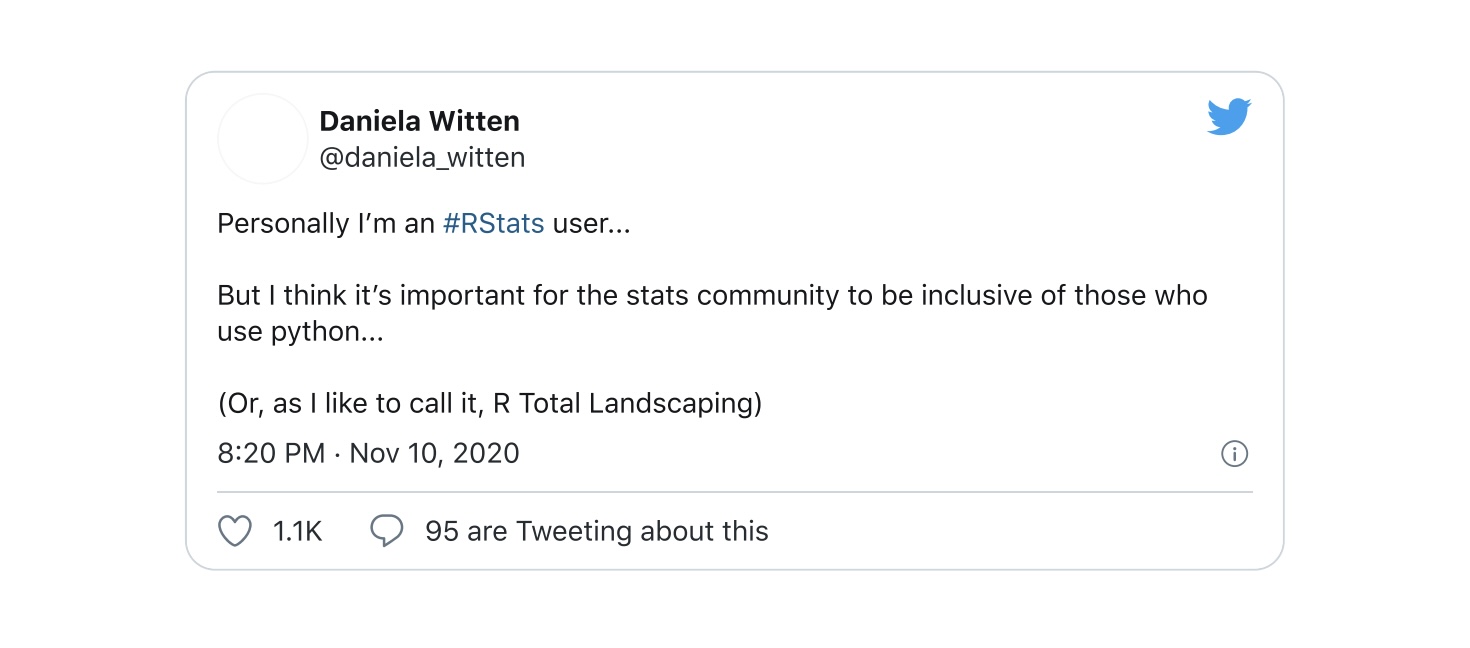 Daniela Witten
@daniela_witten
Personally I’m an #RStats user...
But I think it’s important for the stats community to be inclusive of those who
use python...
(Or, as I like to call it, R Total Landscaping)
8:20 PM · Nov 10, 2020
1.1K 95 are Tweeting about this